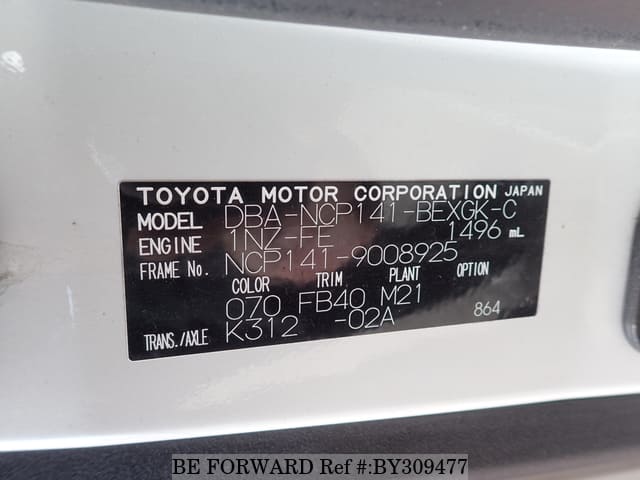 TOYOTA MOTOR CORPORATION JAPAN
MODEL DBA-NCP141-BEXGK-C
ENGINE 1NZ-FE 1496 mL
FRAME No. NCP141-9008925
COLOR TRIM PLANT OPTION
070 FB40 M21
TRANS./AXLE K312 -02A 864
BE FORWARD Ref #:BY309477